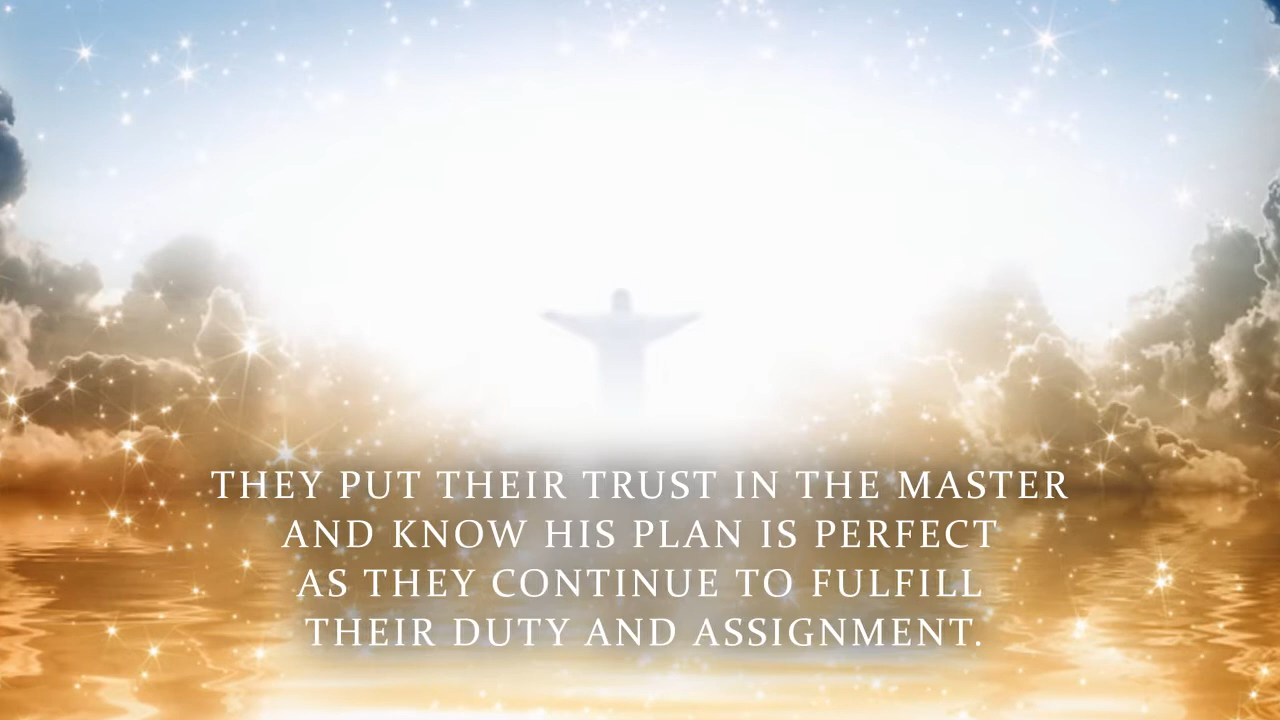 THEY PUT THEIR TRUST IN THE MASTER
AND KNOW HIS PLAN IS PERFECT
AS THEY CONTINUE TO FULFILL
THEIR DUTY AND ASSIGNMENT.